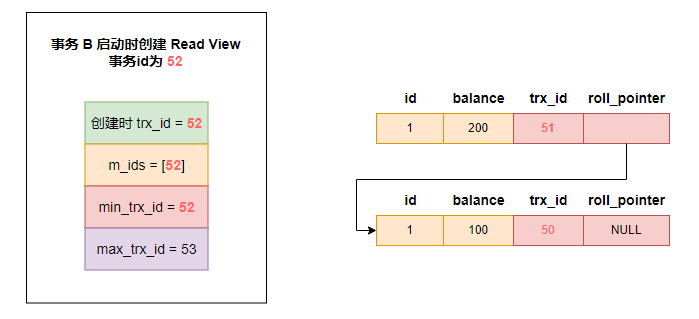 事务 B 启动时创建 Read View
事务id为 52
创建时 trx_id = 52
m_ids = [52]
min_trx_id = 52
max_trx_id = 53
id balance trx_id roll_pointer
1 200 51
id balance trx_id roll_pointer
1 100 50 NULL